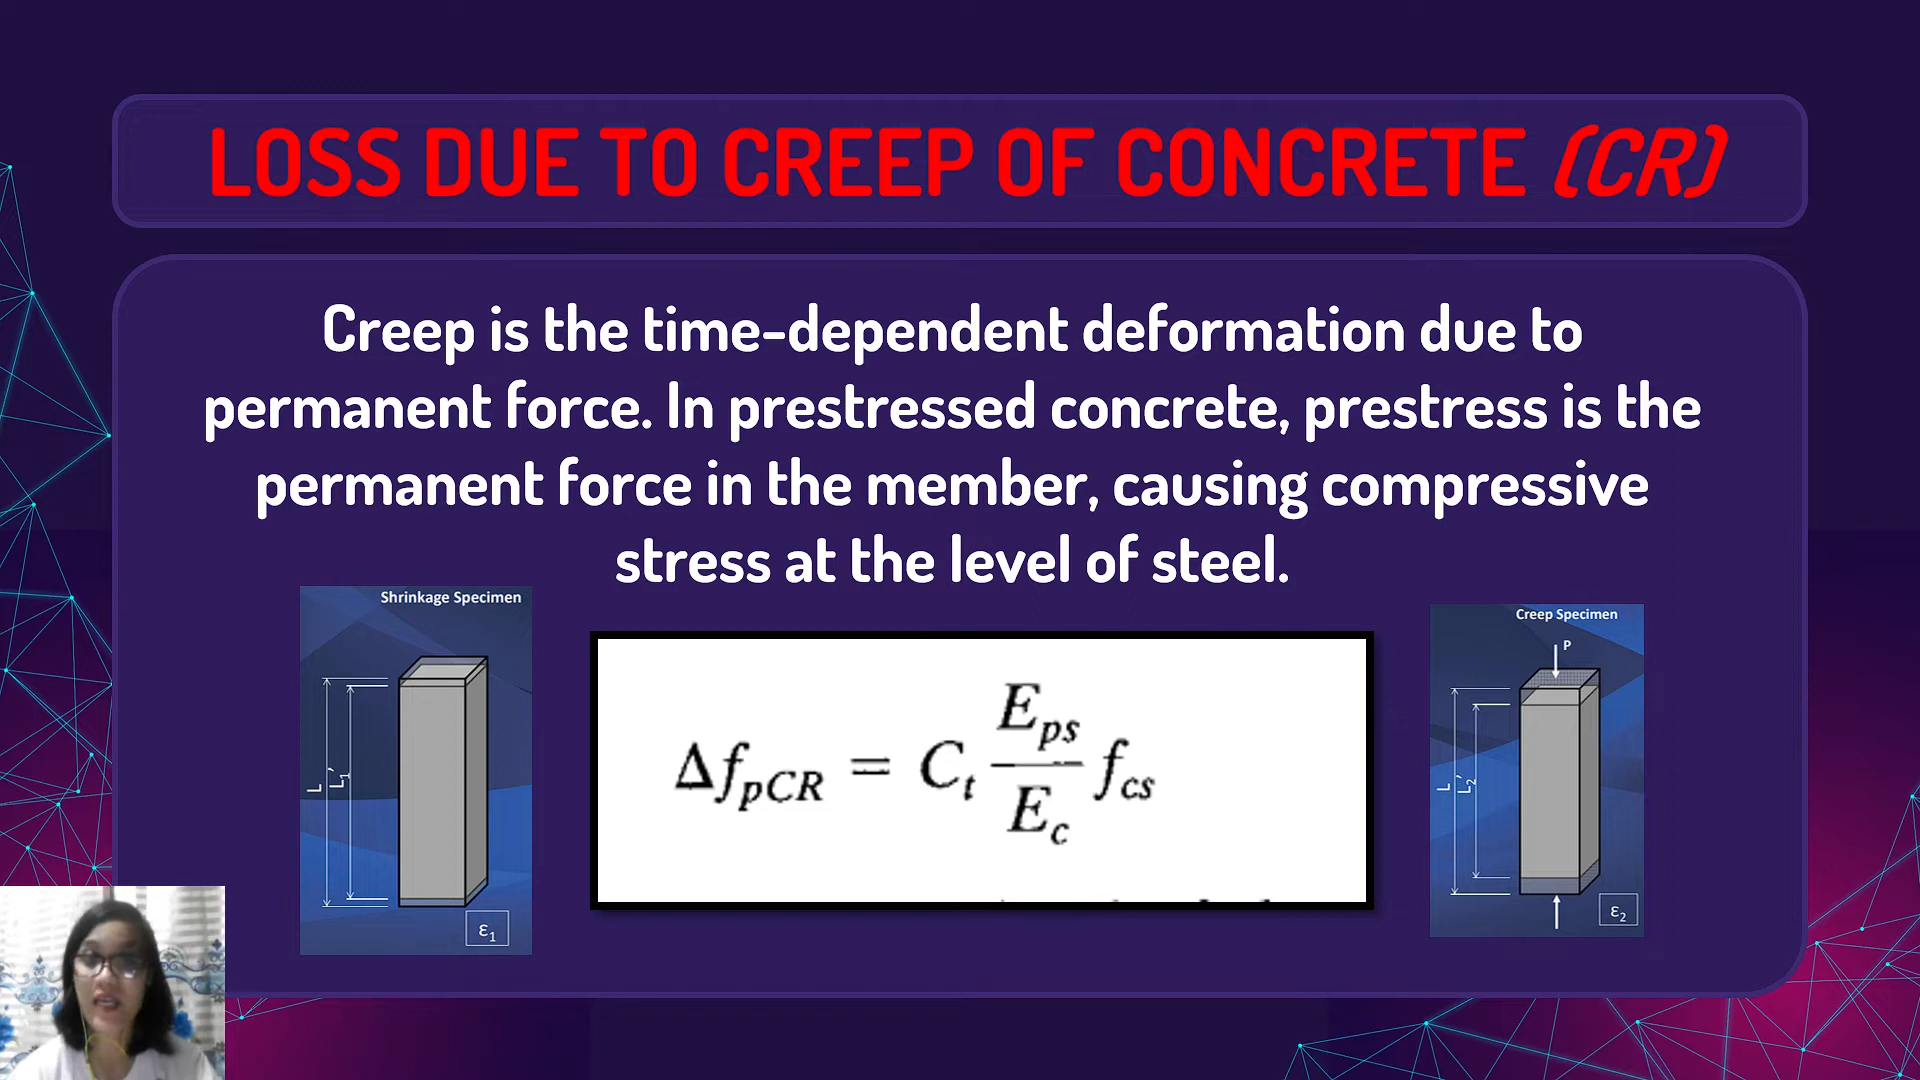 LOSS DUE TO CREEP OF CONCRETE (CR)
Creep is the time-dependent deformation due to
permanent force. In prestressed concrete, prestress is the
permanent force in the member, causing compressive
stress at the level of steel.
Shrinkage Specimen
L
L₁'
ε₁
Δf_pCR = C_t E_ps/E_c f_cs
Creep Specimen
P
L
L₂'
ε₂